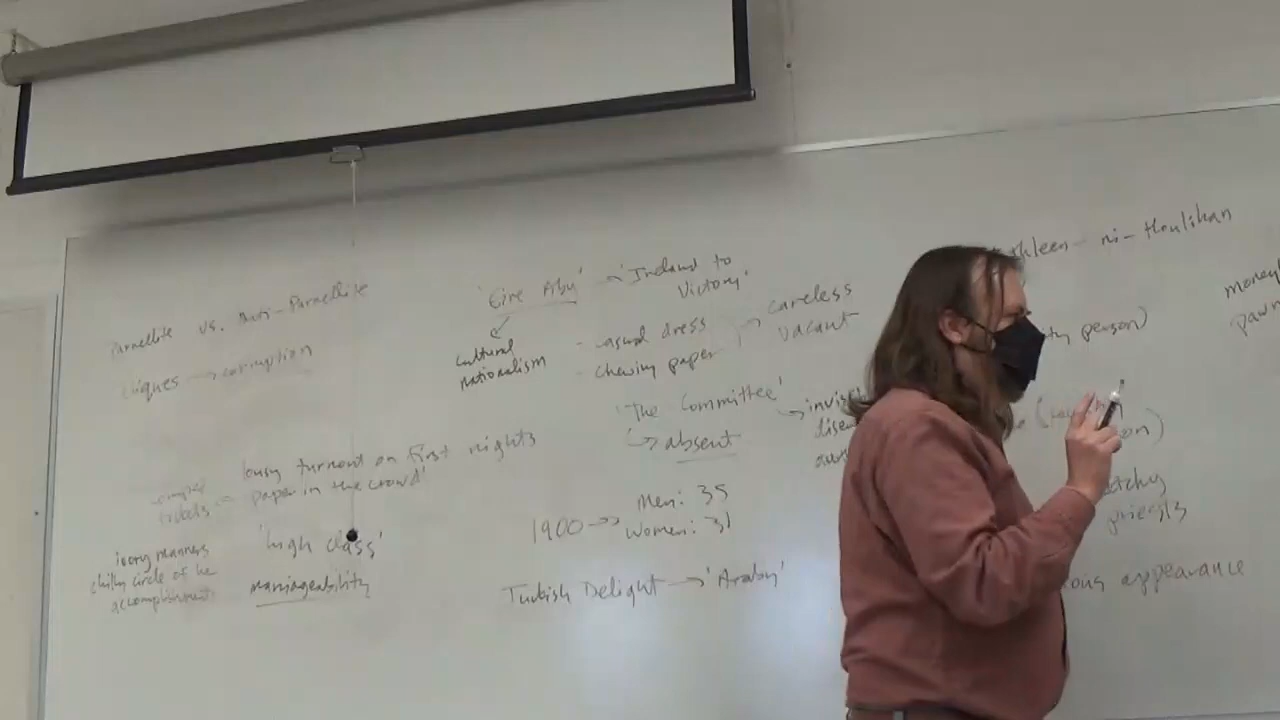 Parnellite vs. Anti-Parnellite
cliques → corruption
'Eire Abu' → 'Ireland to
Victory'
cultural
nationalism
- casual dress
- chewing paper
→ careless
vacant
'The Committee'
↳ absent
lousy turnout on first nights
'paper in the crowd'
'high class'
marriageability
ivory manners
chilly circle of her
accomplishments
1900 → Men: 35
Women: 31
Turkish Delight → 'Araby'
ni-Houlihan
person)
priests
appearance
money
pawn